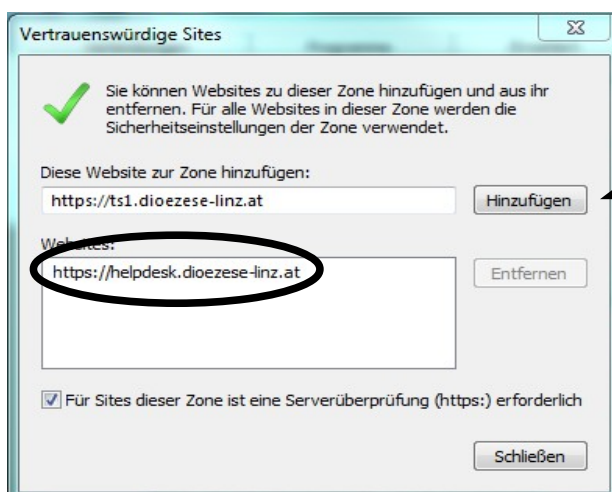 Vertrauenswürdige Sites
Sie können Websites zu dieser Zone hinzufügen und aus ihr
entfernen. Für alle Websites in dieser Zone werden die
Sicherheitseinstellungen der Zone verwendet.
Diese Website zur Zone hinzufügen:
https://ts1.dioezese-linz.at
Hinzufügen
Websites:
https://helpdesk.dioezese-linz.at
Entfernen
Für Sites dieser Zone ist eine Serverüberprüfung (https:) erforderlich
Schließen